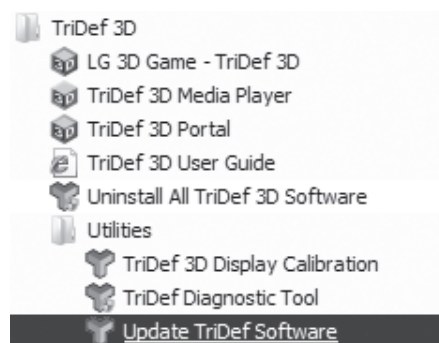 TriDef 3D
LG 3D Game - TriDef 3D
TriDef 3D Media Player
TriDef 3D Portal
TriDef 3D User Guide
Uninstall All TriDef 3D Software
Utilities
TriDef 3D Display Calibration
TriDef Diagnostic Tool
Update TriDef Software